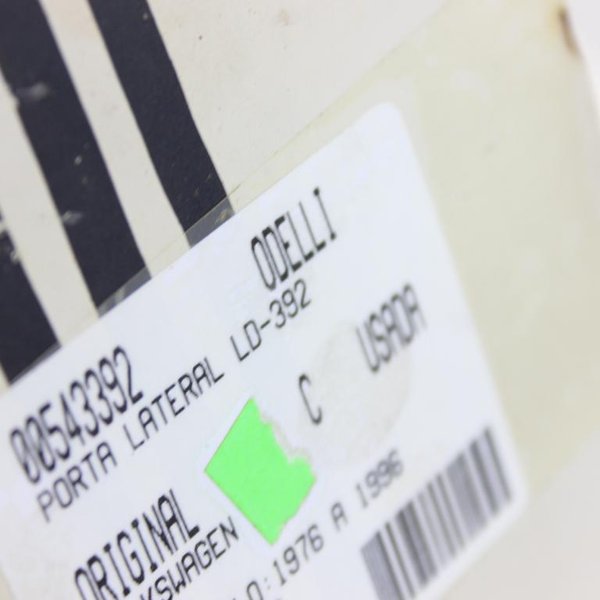 00543392 ODELLI
PORTA LATERAL LD-392
C USADA
ORIGINAL
1976 A 1996